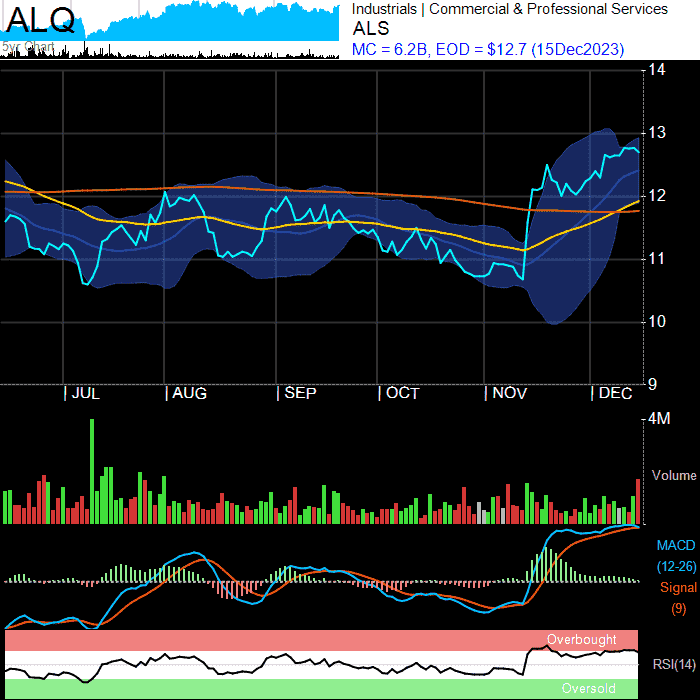 ALQ
5yr Chart
Industrials | Commercial & Professional Services
ALS
MC = 6.2B, EOD = $12.7 (15Dec2023)
14
13
12
11
10
9
JUL AUG SEP OCT NOV DEC
4M
Volume
MACD
(12-26)
Signal
(9)
Overbought
RSI(14)
Oversold